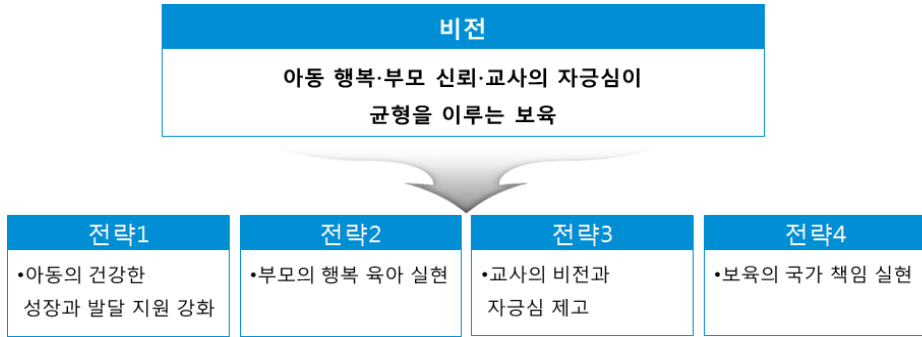 비전
아동 행복·부모 신뢰·교사의 자긍심이
균형을 이루는 보육
전략1
•아동의 건강한
성장과 발달 지원 강화
전략2
•부모의 행복 육아 실현
전략3
•교사의 비전과
자긍심 제고
전략4
•보육의 국가 책임 실현